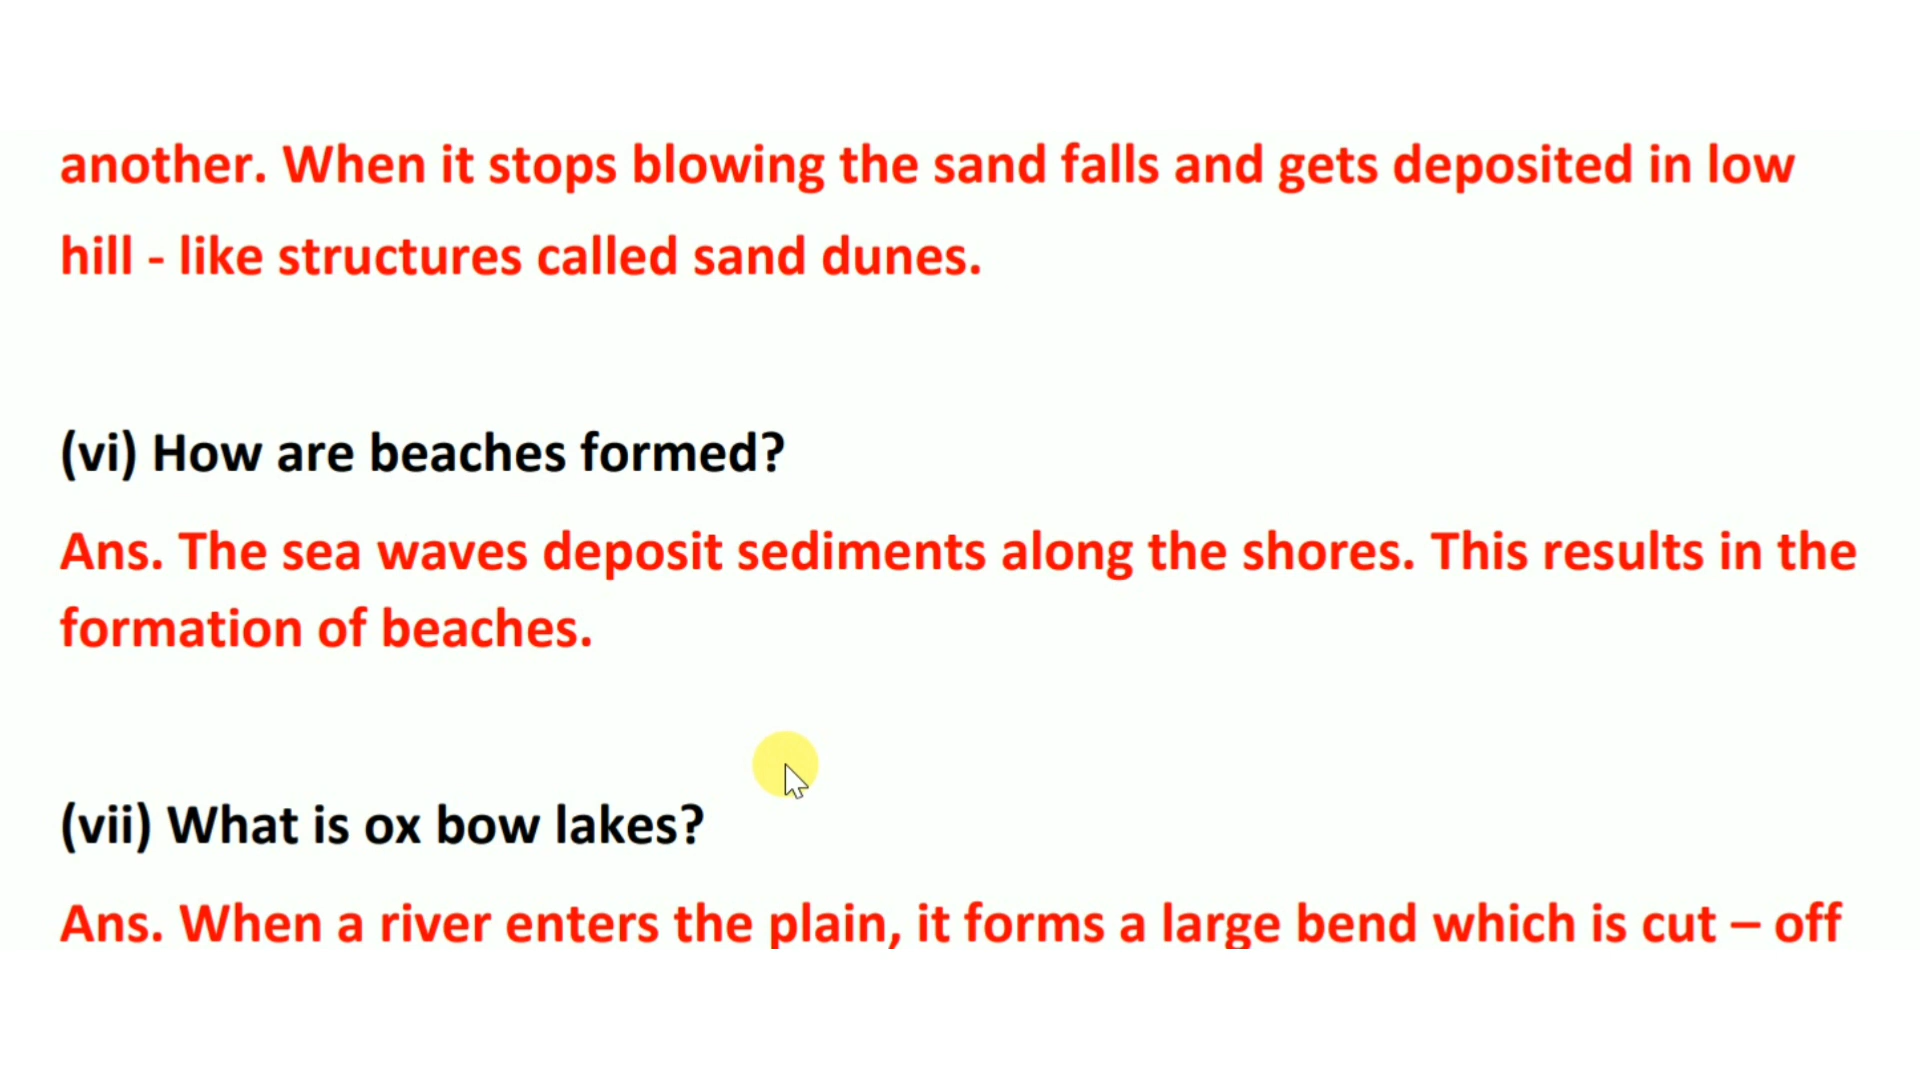 another. When it stops blowing the sand falls and gets deposited in low
hill - like structures called sand dunes.
(vi) How are beaches formed?
Ans. The sea waves deposit sediments along the shores. This results in the
formation of beaches.
(vii) What is ox bow lakes?
Ans. When a river enters the plain, it forms a large bend which is cut – off